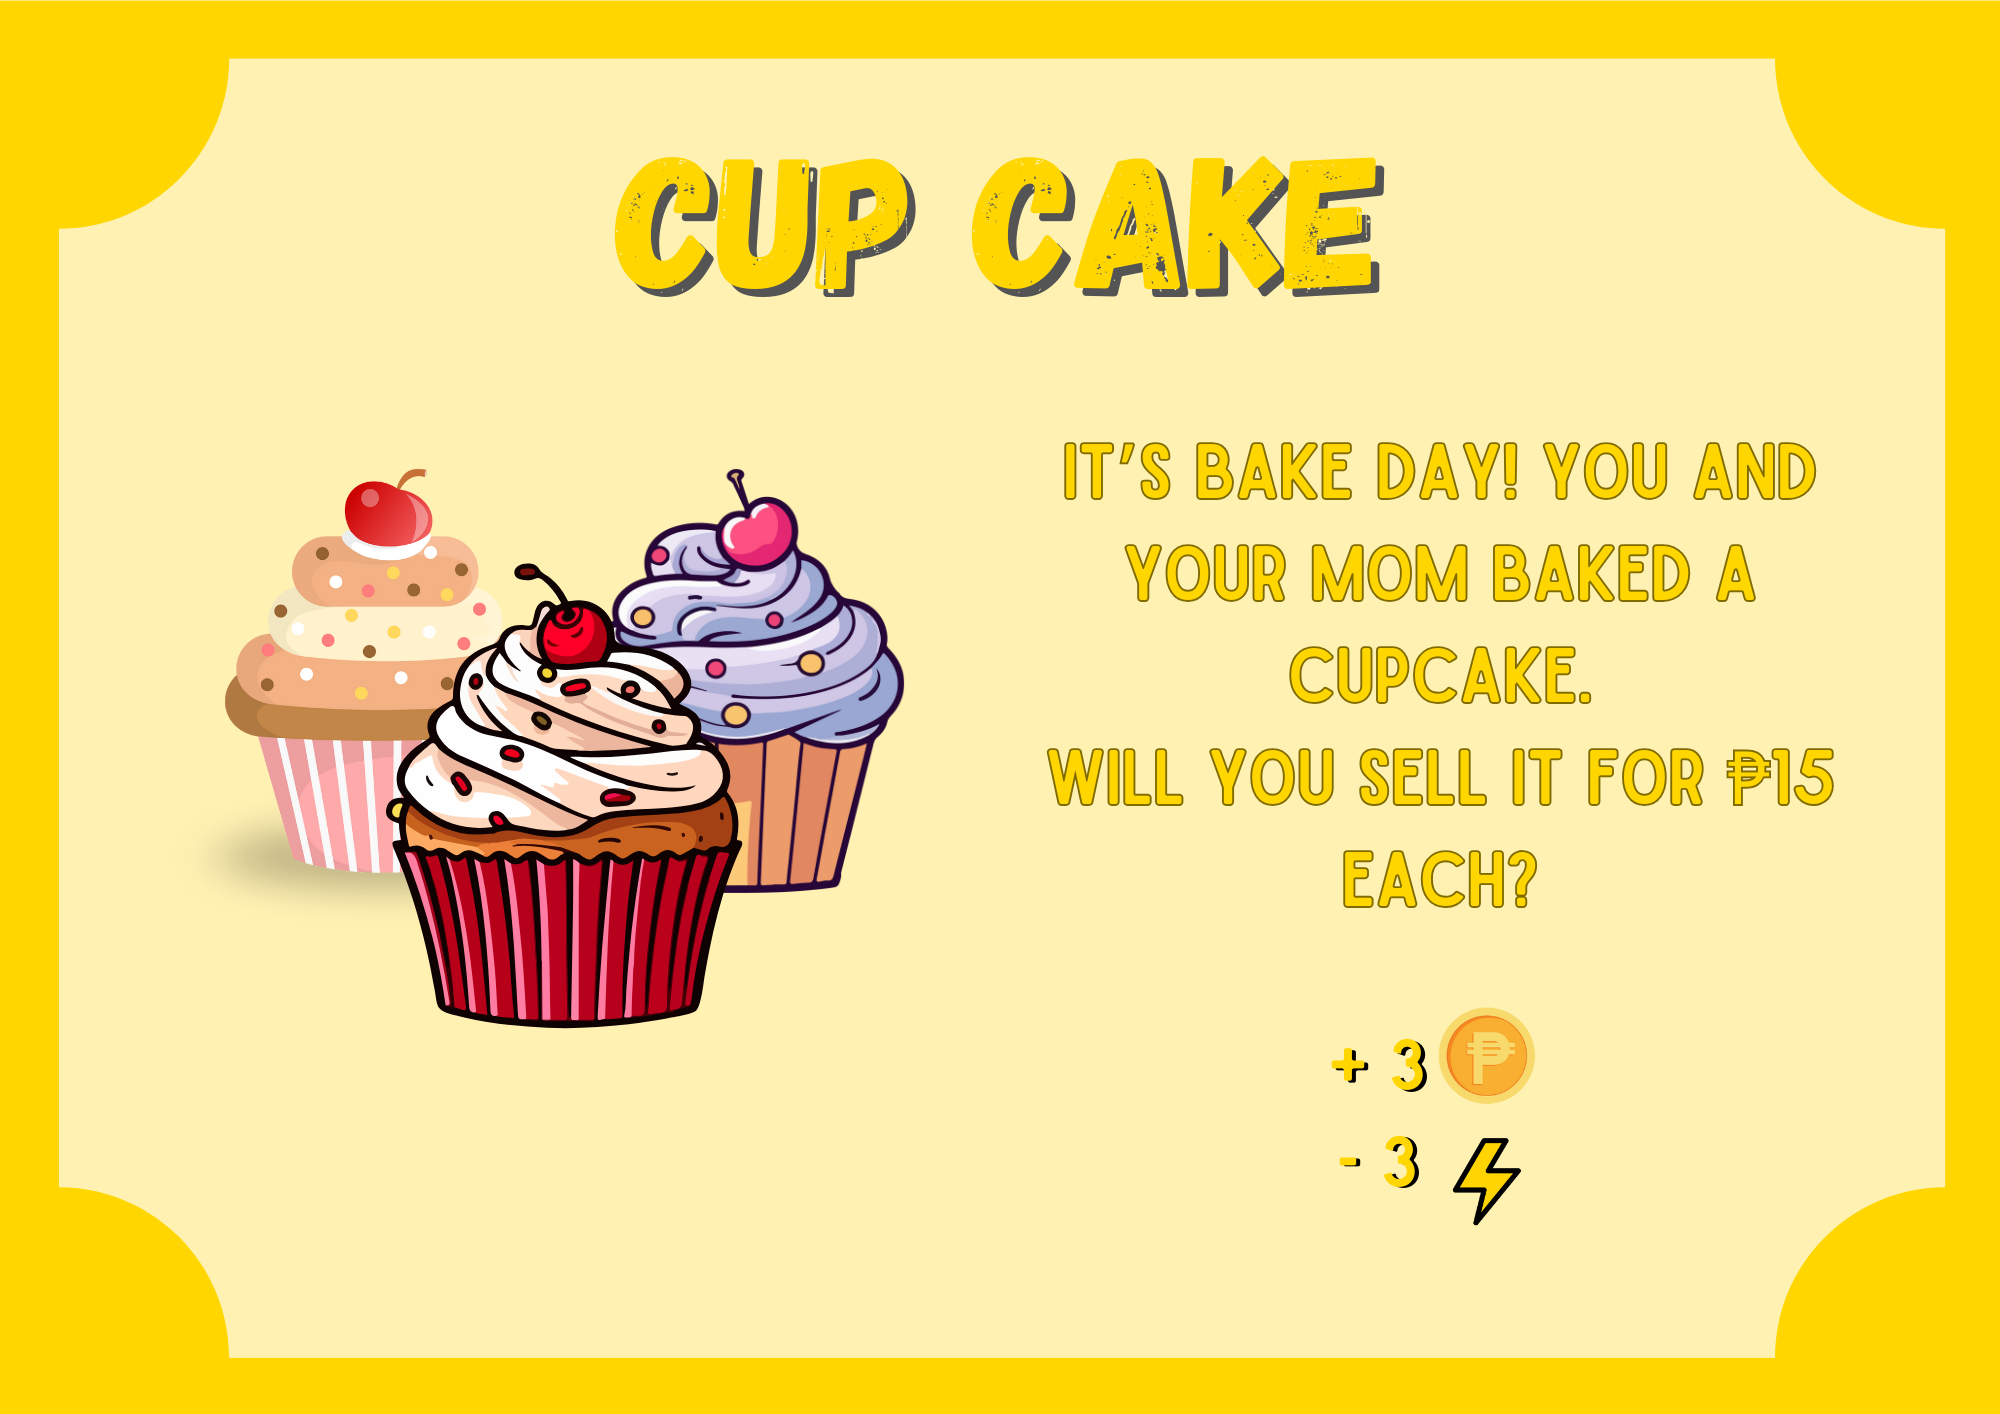 CUP CAKE
IT'S BAKE DAY! YOU AND
YOUR MOM BAKED A
CUPCAKE.
WILL YOU SELL IT FOR ₱15
EACH?
+ 3 ₱
- 3